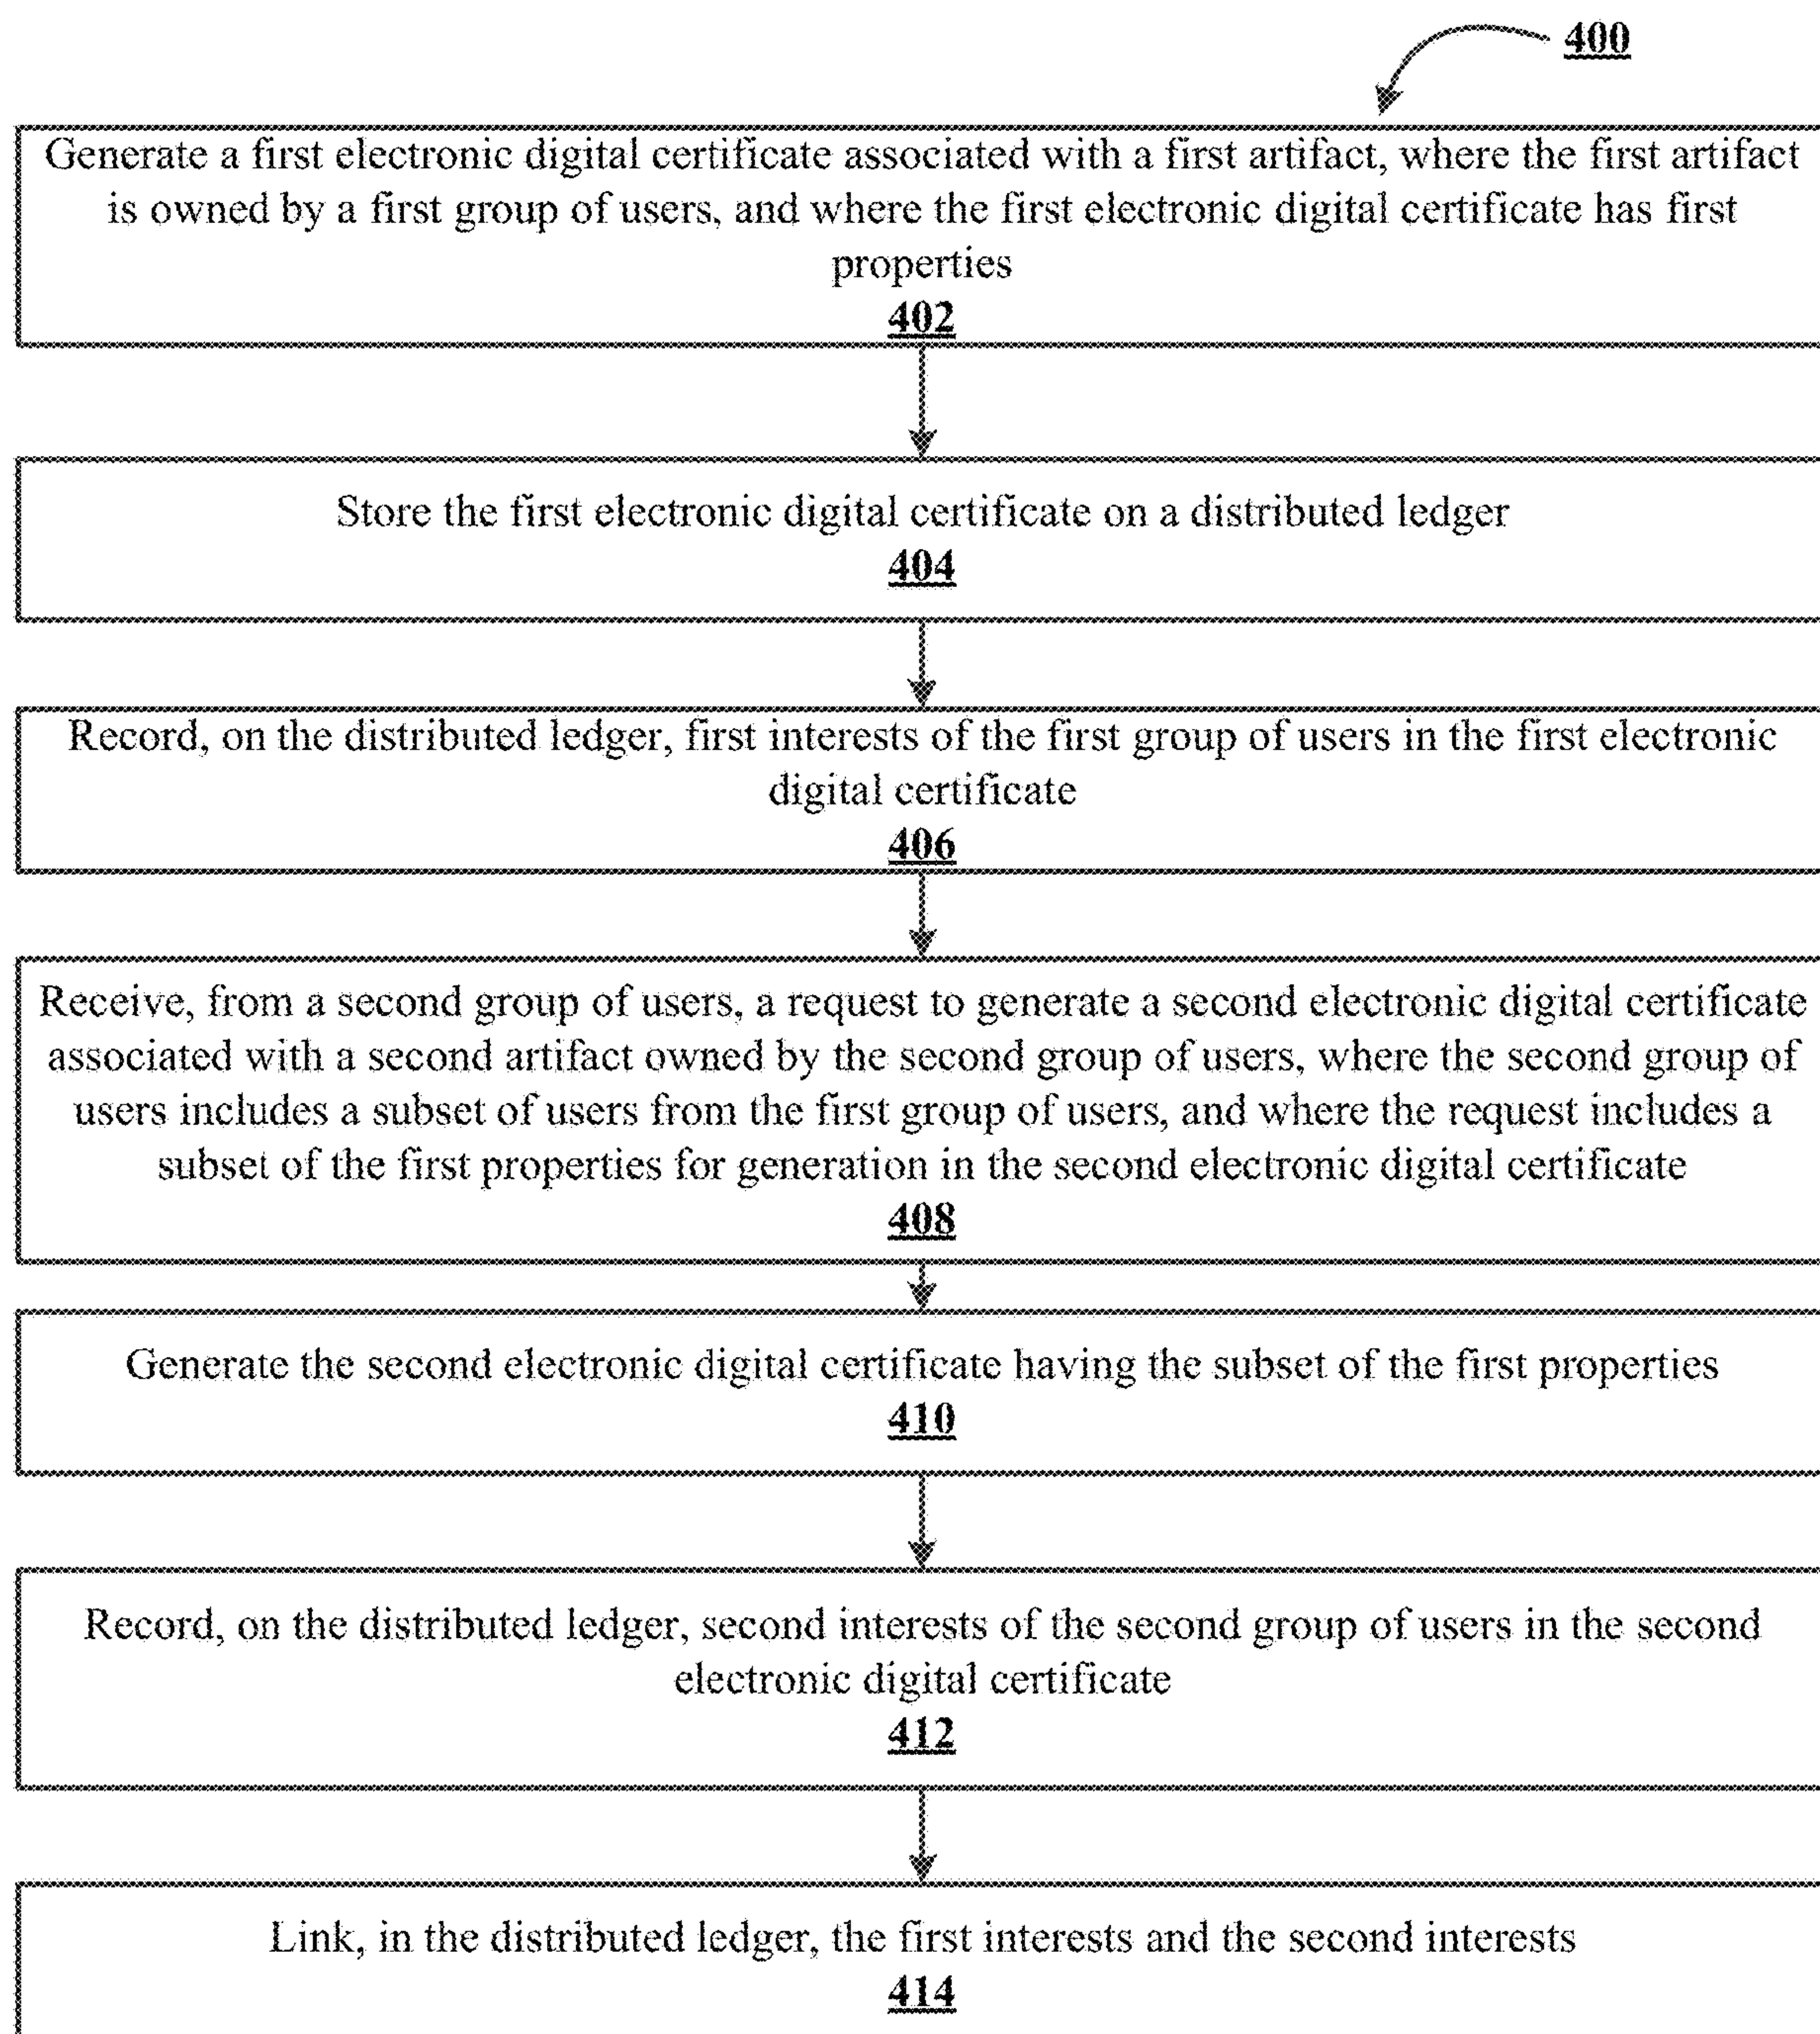 400
Generate a first electronic digital certificate associated with a first artifact, where the first artifact
is owned by a first group of users, and where the first electronic digital certificate has first
properties
402
Store the first electronic digital certificate on a distributed ledger
404
Record, on the distributed ledger, first interests of the first group of users in the first electronic
digital certificate
406
Receive, from a second group of users, a request to generate a second electronic digital certificate
associated with a second artifact owned by the second group of users, where the second group of
users includes a subset of users from the first group of users, and where the request includes a
subset of the first properties for generation in the second electronic digital certificate
408
Generate the second electronic digital certificate having the subset of the first properties
410
Record, on the distributed ledger, second interests of the second group of users in the second
electronic digital certificate
412
Link, in the distributed ledger, the first interests and the second interests
414